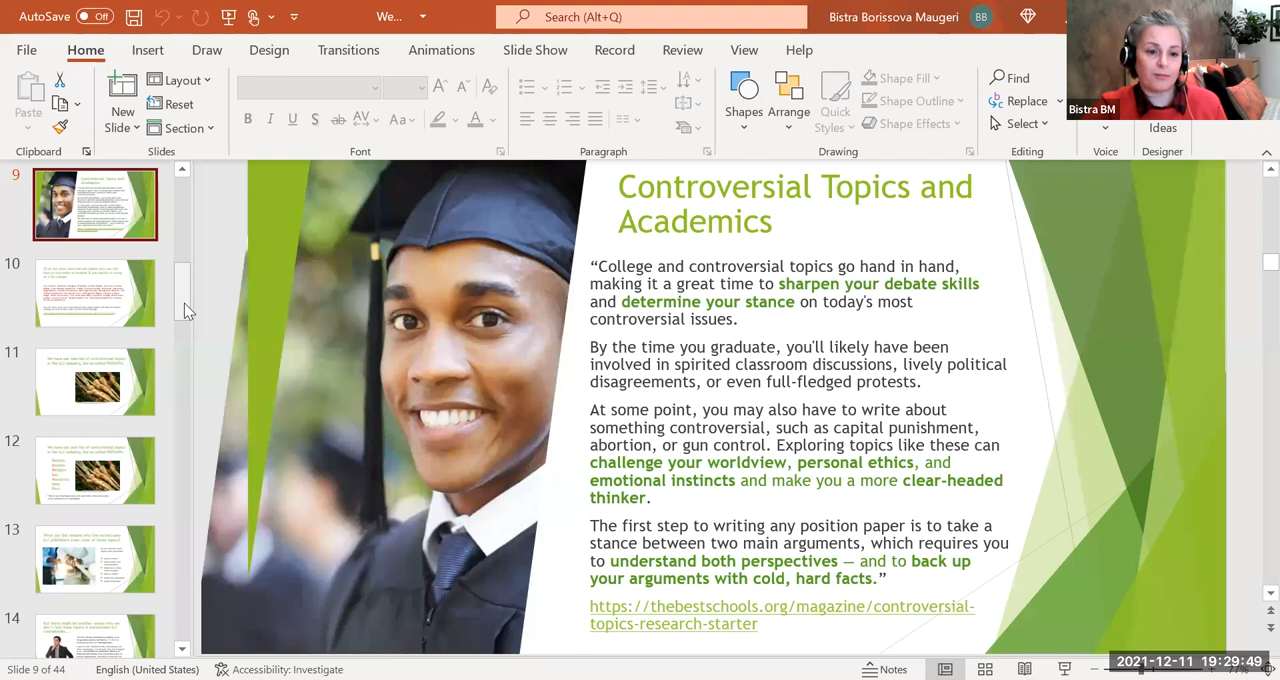 AutoSave Off We... Search (Alt+Q) Bistra Borissova Maugeri BB
File Home Insert Draw Design Transitions Animations Slide Show Record Review View Help
Paste
New
Slide
Layout
Reset
Section
B I U S ab AV Aa A
Shapes Arrange Quick
Styles
Shape Fill
Shape Outline
Shape Effects
Find
Replace
Select
Ideas
Clipboard Slides Font Paragraph Drawing Editing Voice Designer
Bistra BM
9
10
11
12
13
14
Controversial Topics and
Academics
“College and controversial topics go hand in hand,
making it a great time to sharpen your debate skills
and determine your stance on today's most
controversial issues.
By the time you graduate, you'll likely have been
involved in spirited classroom discussions, lively political
disagreements, or even full-fledged protests.
At some point, you may also have to write about
something controversial, such as capital punishment,
abortion, or gun control. Exploring topics like these can
challenge your worldview, personal ethics, and
emotional instincts and make you a more clear-headed
thinker.
The first step to writing any position paper is to take a
stance between two main arguments, which requires you
to understand both perspectives — and to back up
your arguments with cold, hard facts.”
https://thebestschools.org/magazine/controversial-
topics-research-starter
Slide 9 of 44 English (United States) Accessibility: Investigate Notes
2021-12-11 19:29:49